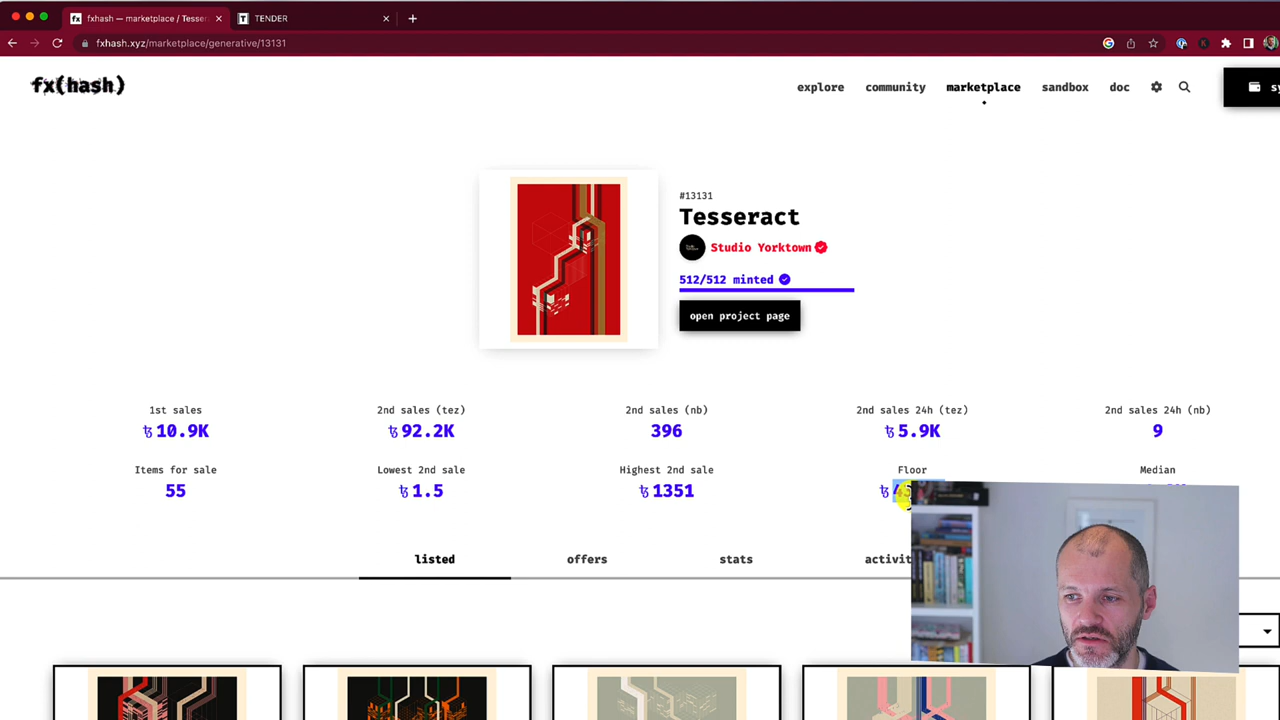 fxhash — marketplace / Tesser
TENDER
fxhash.xyz/marketplace/generative/13131
fx(hash)
explore
community
marketplace
sandbox
doc
#13131
Tesseract
Studio Yorktown
512/512 minted
open project page
1st sales
2nd sales (tez)
2nd sales (nb)
2nd sales 24h (tez)
2nd sales 24h (nb)
ꜩ 10.9K
ꜩ 92.2K
396
ꜩ 5.9K
9
Items for sale
Lowest 2nd sale
Highest 2nd sale
Floor
Median
55
ꜩ 1.5
ꜩ 1351
ꜩ
listed
offers
stats
activit